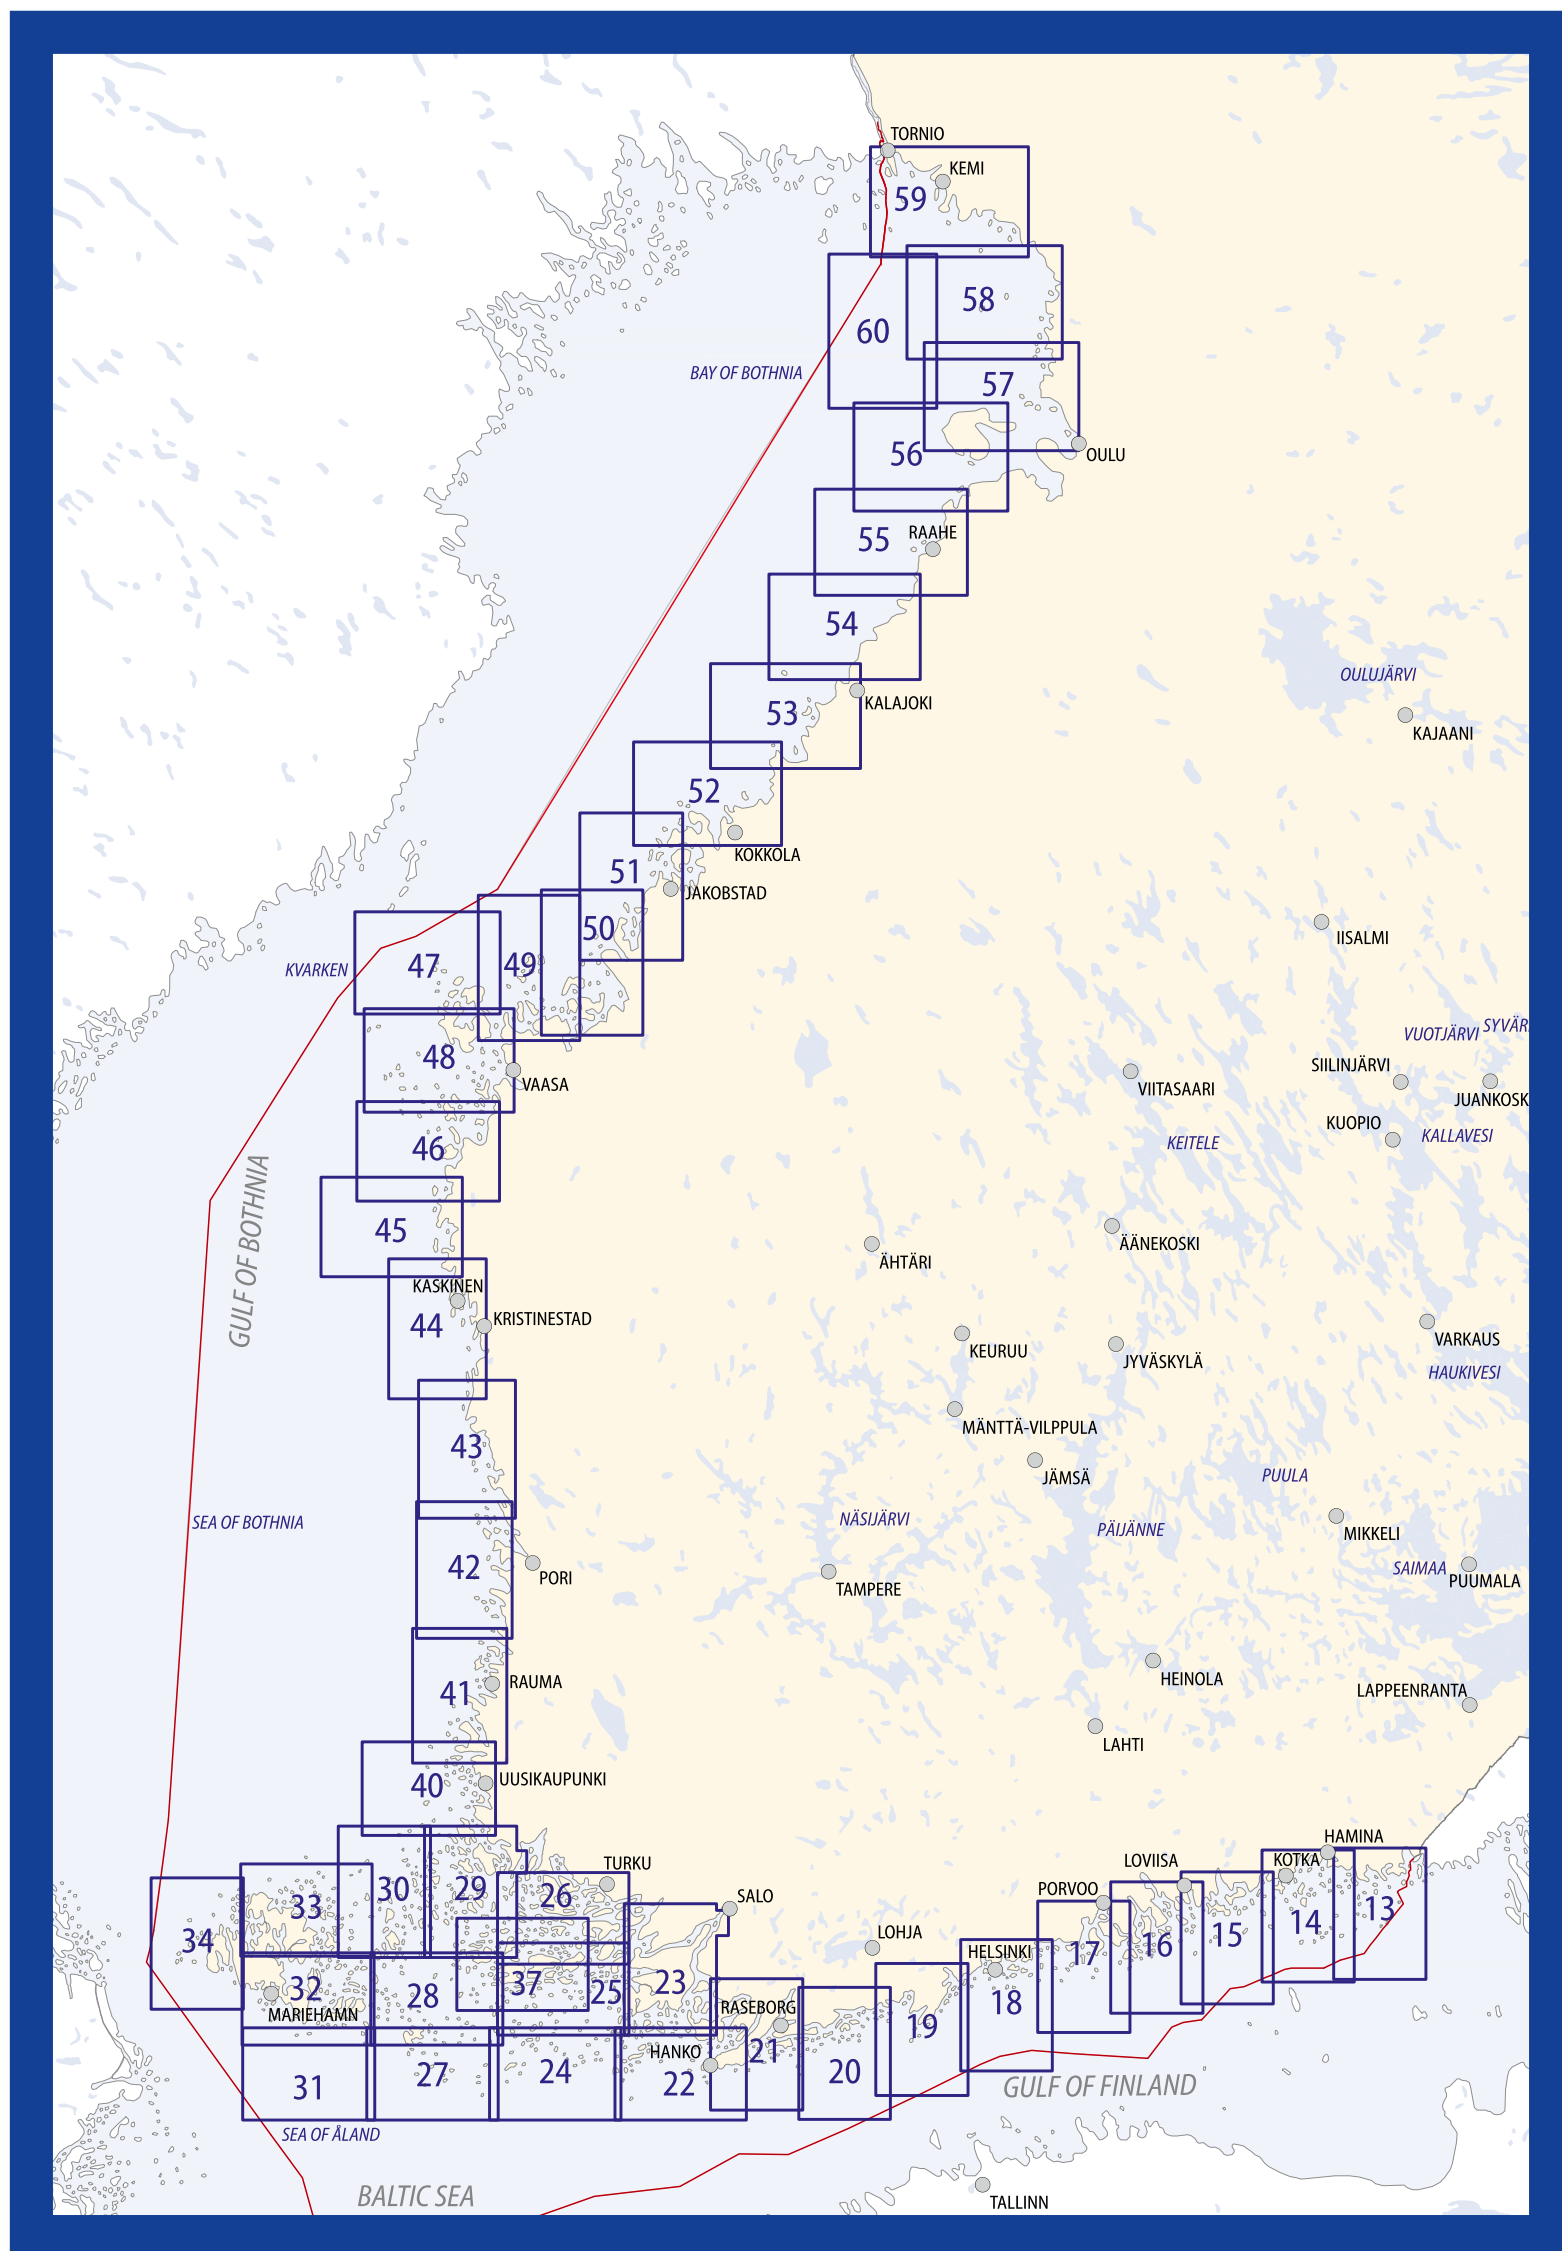 TORNIO
KEMI
59
58
60
BAY OF BOTHNIA
57
56
OULU
RAAHE
55
54
OULUJÄRVI
53
KALAJOKI
KAJAANI
52
KOKKOLA
51
JAKOBSTAD
50
IISALMI
KVARKEN
47
49
SYVÄR
VUOTJÄRVI
48
SIILINJÄRVI
VAASA
VIITASAARI
JUANKOSK
KUOPIO
KALLAVESI
46
KEITELE
45
GULF OF BOTHNIA
ÄÄNEKOSKI
ÄHTÄRI
KASKINEN
44
KRISTINESTAD
VARKAUS
KEURUU
JYVÄSKYLÄ
HAUKIVESI
MÄNTTÄ-VILPPULA
43
JÄMSÄ
PUULA
SEA OF BOTHNIA
NÄSIJÄRVI
PÄIJÄNNE
MIKKELI
42
SAIMAA
PORI
TAMPERE
PUUMALA
RAUMA
HEINOLA
41
LAPPEENRANTA
LAHTI
40
UUSIKAUPUNKI
HAMINA
TURKU
LOVIISA
KOTKA
30
29
26
PORVOO
SALO
33
13
14
34
LOHJA
15
16
HELSINKI
17
32
28
37
25
23
18
MARIEHAMN
RASEBORG
19
HANKO
21
31
27
24
22
20
GULF OF FINLAND
SEA OF ÅLAND
BALTIC SEA
TALLINN